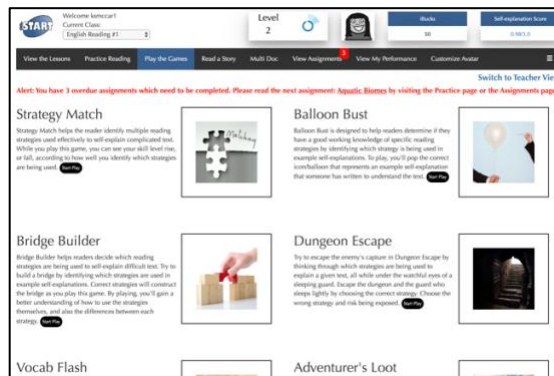 iSTART
Welcome ksmccar1
Current Class:
English Reading #1
Level
2
iBucks
50
Self-explanation Score
0.98/3.0
View the Lessons
Practice Reading
Play the Games
Read a Story
Multi Doc
View Assignments
3
View My Performance
Customize Avatar
Switch to Teacher Vie
Alert: You have 3 overdue assignments which need to be completed. Please read the next assignment: Aquatic Biomes by visiting the Practice page or the Assignments page
Strategy Match
Strategy Match helps the reader identify multiple reading
strategies used effectively to self-explain complicated text.
While you play this game, you can see your skill level rise,
or fall, according to how well you identify which strategies
are being used. Start Play
Matching
Balloon Bust
Balloon Bust is designed to help readers determine if they
have a good working knowledge of specific reading
strategies by identifying which strategy is being used in
example self-explanations. To play, you'll pop the correct
icon/balloon that represents an example self-explanation
that someone has written to understand the text. Start Play
Bridge Builder
Bridge Builder helps readers decide which reading
strategies are being used to self-explain difficult text. Try to
build a bridge by identifying which strategies are used in
example self-explanations. Correct strategies will construct
the bridge as you play this game. By playing, you'll gain a
better understanding of how to use the strategies
themselves, and also the differences between each
strategy. Start Play
Dungeon Escape
Try to escape the enemy's capture in Dungeon Escape by
thinking through which strategies are being used to
explain a given text, all while under the watchful eyes of a
sleeping guard. Escape the dungeon and the guard who
sleeps lightly by choosing the correct strategy. Choose the
wrong strategy and risk being exposed. Start Play
Vocab Flash
Adventurer's Loot